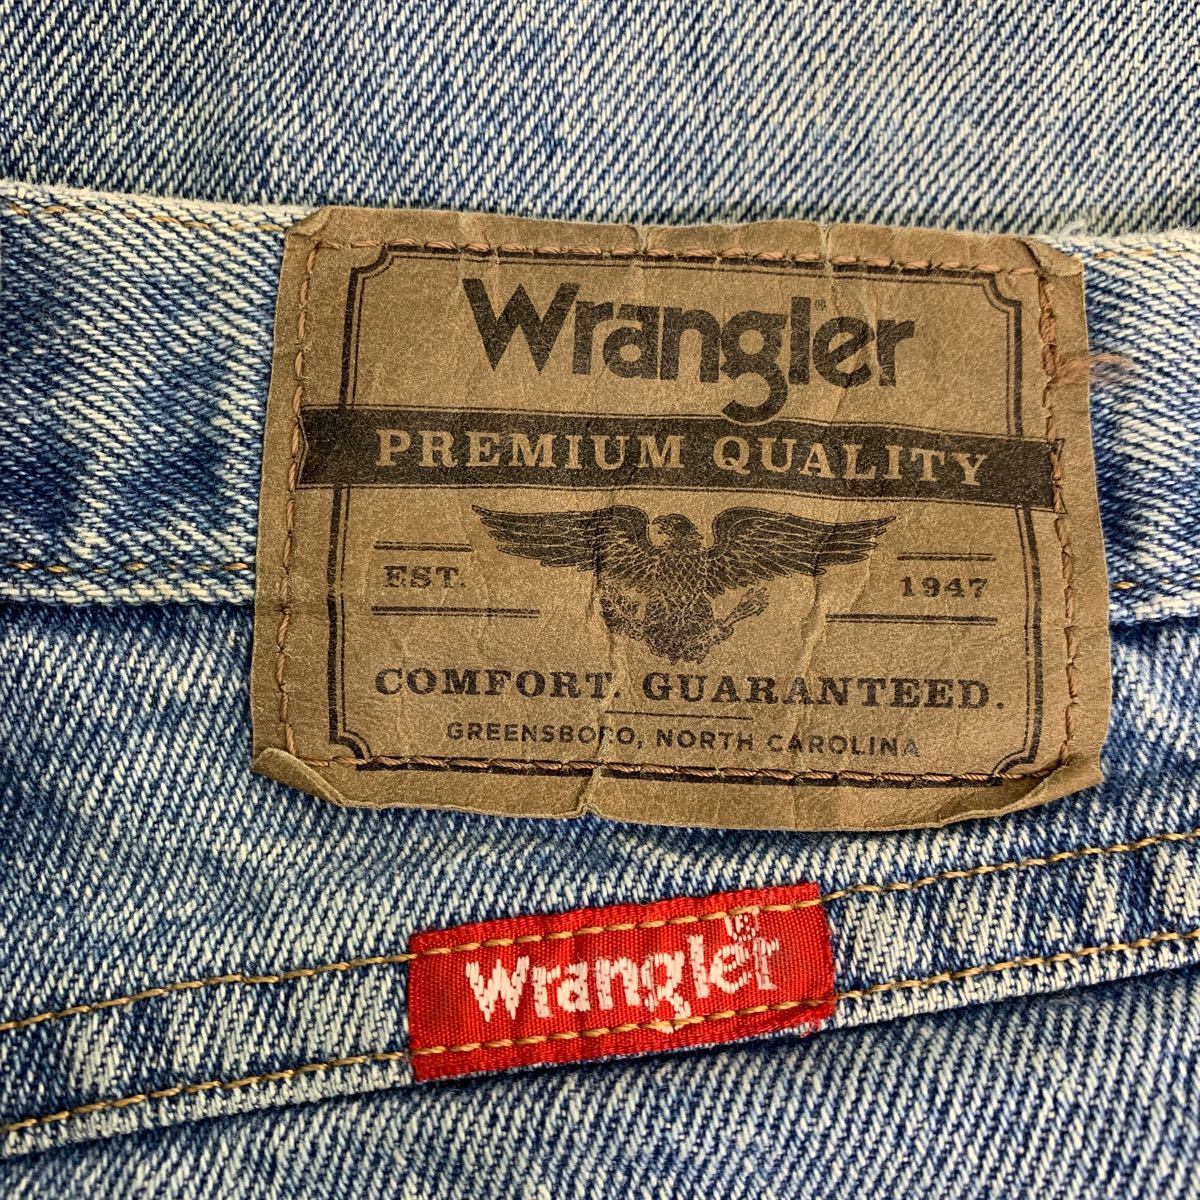 Wrangler®
PREMIUM QUALITY
EST. 1947
COMFORT. GUARANTEED.
GREENSBORO, NORTH CAROLINA
Wrangler®